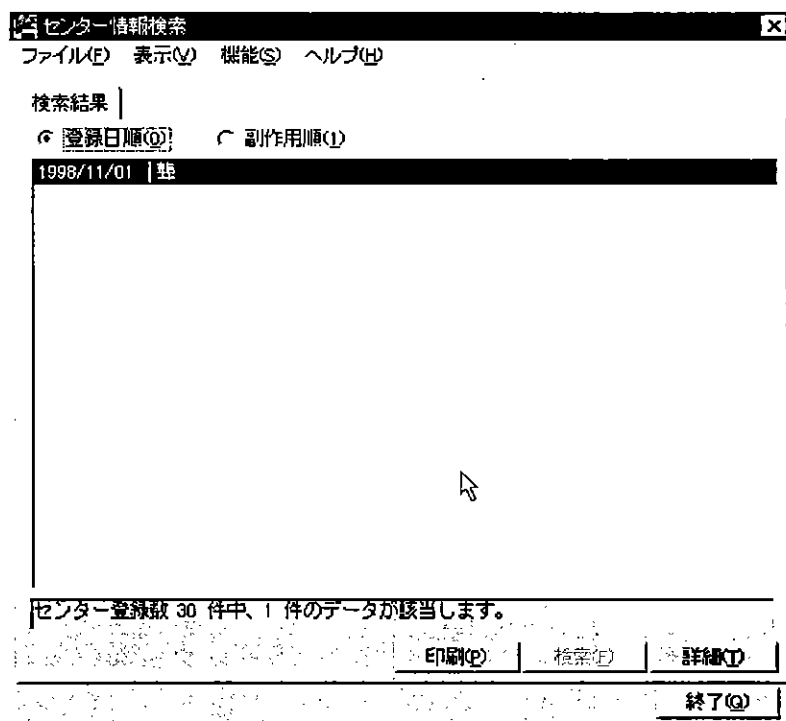 センター情報検索
ファイル(F) 表示(V) 機能(S) ヘルプ(H)
検索結果
登録日順(0) 副作用順(1)
1998/11/01
センター登録数 30 件中、1 件のデータが該当します。
印刷(P) 検索(F) 詳細(T)
終了(Q)